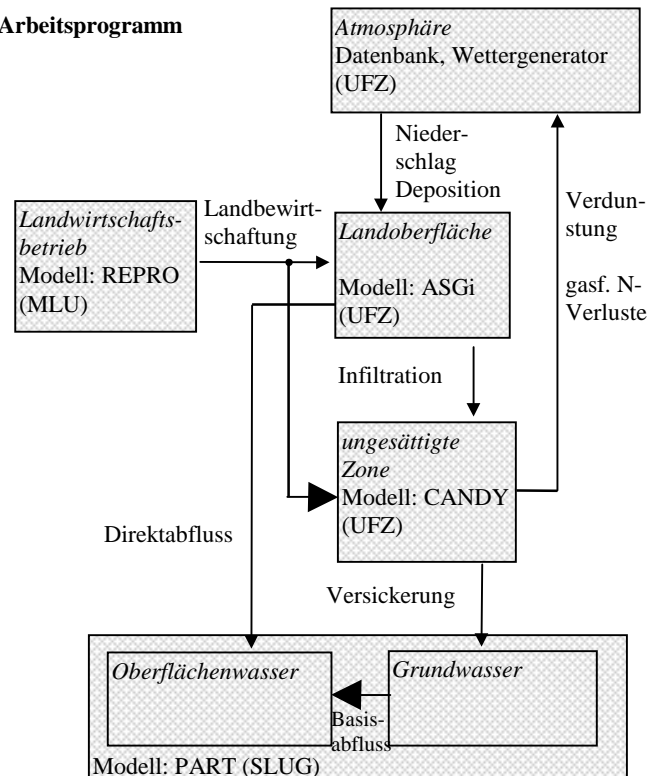 Arbeitsprogramm
Atmosphäre
Datenbank, Wettergenerator
(UFZ)
Nieder-
schlag
Deposition
Verdun-
stung
gasf. N-
Verluste
Landwirtschafts-
betrieb
Modell: REPRO
(MLU)
Landbewirt-
schaftung
Landoberfläche
Modell: ASGi
(UFZ)
Infiltration
ungesättigte
Zone
Modell: CANDY
(UFZ)
Direktabfluss
Versickerung
Oberflächenwasser
Grundwasser
Basis-
abfluss
Modell: PART (SLUG)